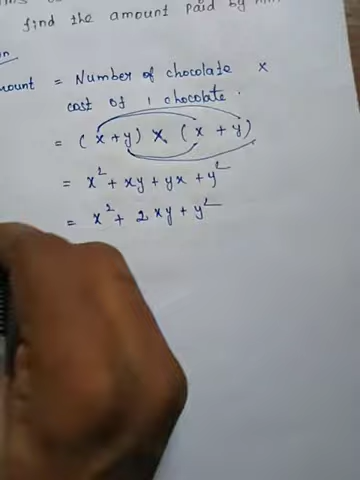 find the amount paid by
= Number of chocolate ×
cost of 1 chocolate.
= (x+y) × (x + y)
= x² + xy + yx + y²
= x² + 2xy + y²